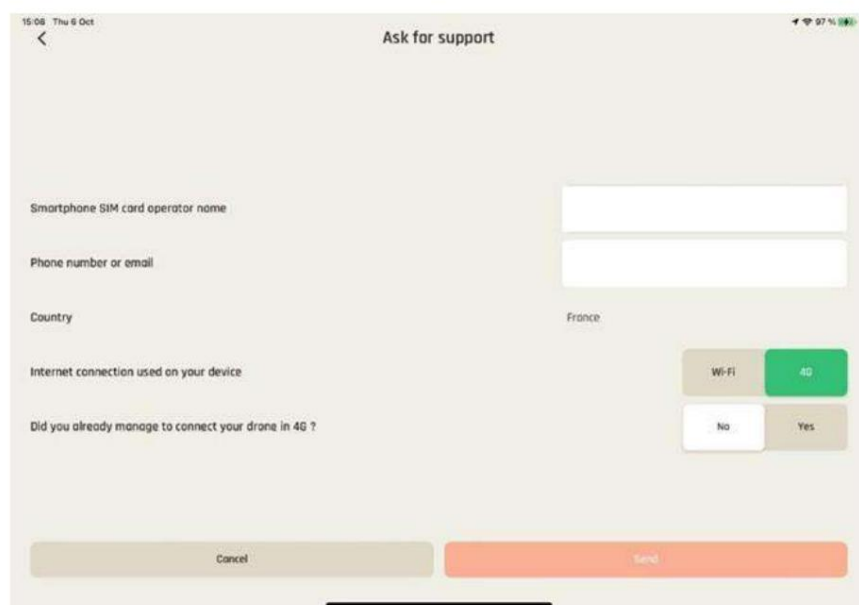 15:08 Thu 6 Oct
97 %
Ask for support
Smartphone SIM card operator name
Phone number or email
Country
France
Internet connection used on your device
Wi-Fi
4G
Did you already manage to connect your drone in 4G ?
No
Yes
Cancel
Send